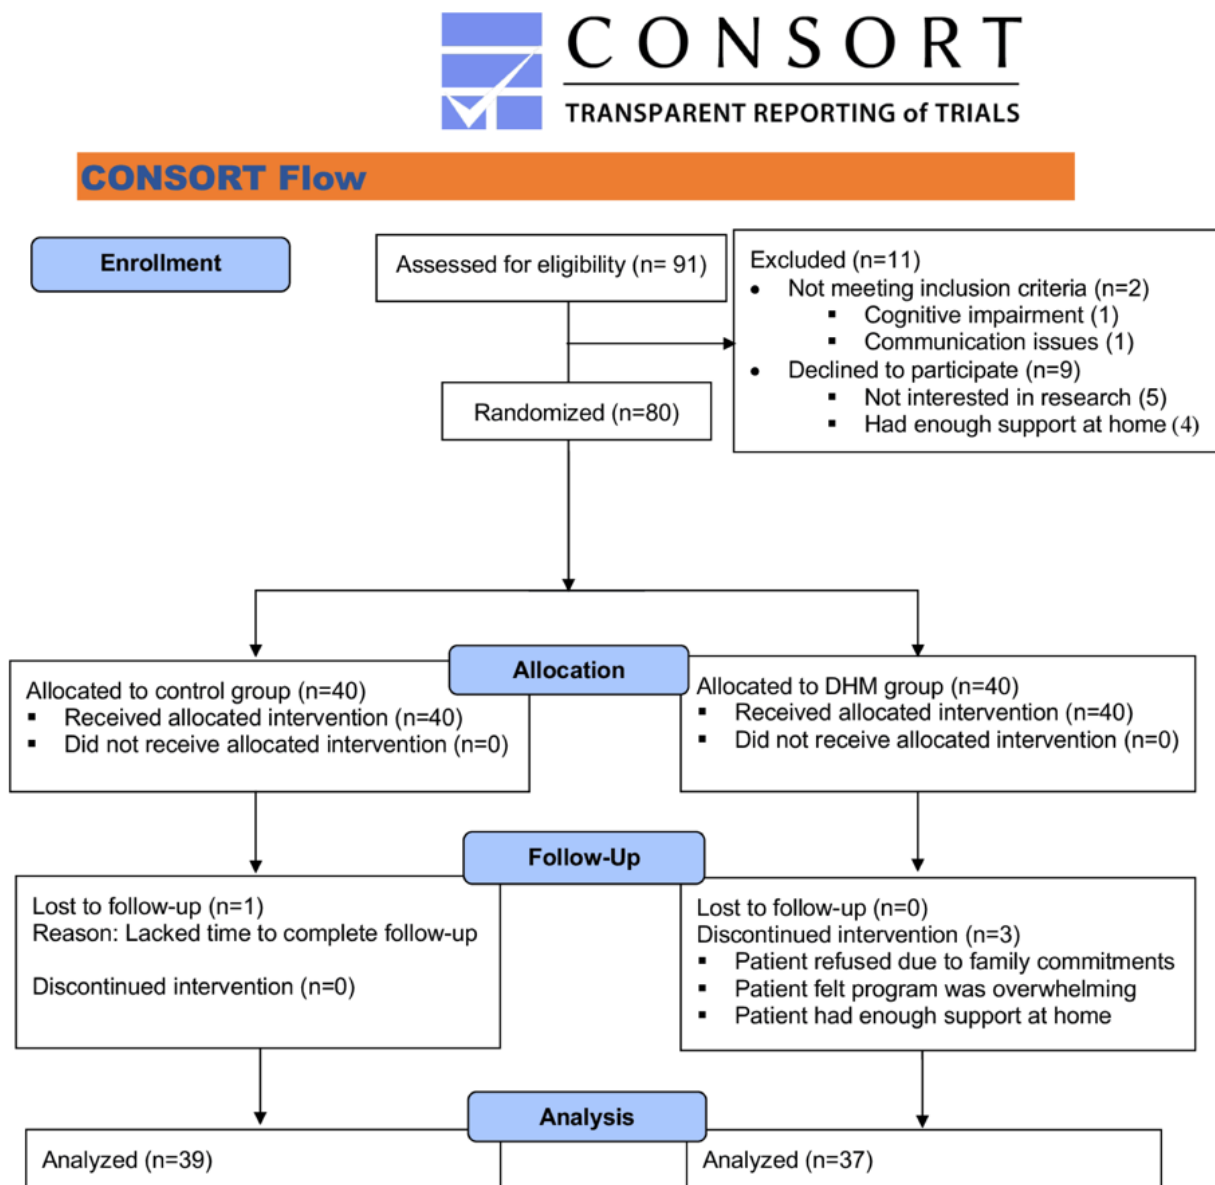 CONSORT
TRANSPARENT REPORTING of TRIALS
CONSORT Flow
Enrollment
Assessed for eligibility (n= 91)
Excluded (n=11)
• Not meeting inclusion criteria (n=2)
▪ Cognitive impairment (1)
▪ Communication issues (1)
• Declined to participate (n=9)
▪ Not interested in research (5)
▪ Had enough support at home (4)
Randomized (n=80)
Allocation
Allocated to control group (n=40)
▪ Received allocated intervention (n=40)
▪ Did not receive allocated intervention (n=0)
Allocated to DHM group (n=40)
▪ Received allocated intervention (n=40)
▪ Did not receive allocated intervention (n=0)
Follow-Up
Lost to follow-up (n=1)
Reason: Lacked time to complete follow-up
Discontinued intervention (n=0)
Lost to follow-up (n=0)
Discontinued intervention (n=3)
▪ Patient refused due to family commitments
▪ Patient felt program was overwhelming
▪ Patient had enough support at home
Analysis
Analyzed (n=39)
Analyzed (n=37)